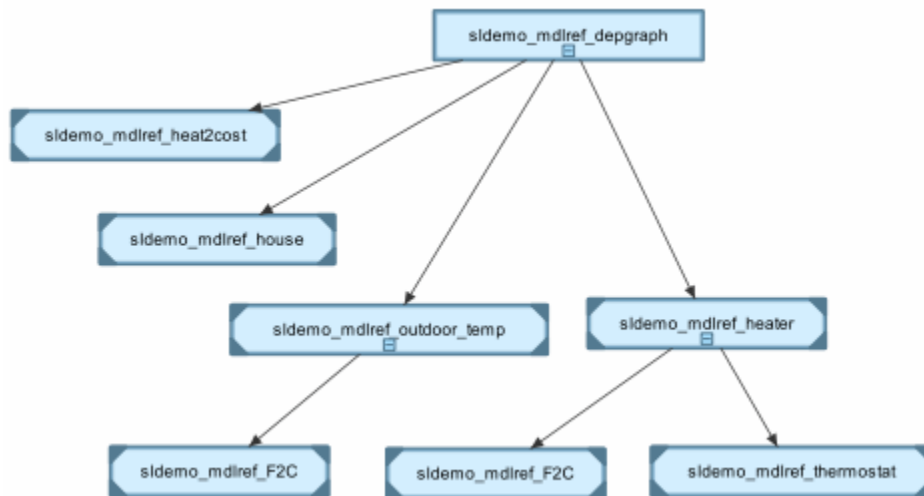 sldemo_mdlref_depgraph
sldemo_mdlref_heat2cost
sldemo_mdlref_house
sldemo_mdlref_outdoor_temp
sldemo_mdlref_heater
sldemo_mdlref_F2C
sldemo_mdlref_F2C
sldemo_mdlref_thermostat